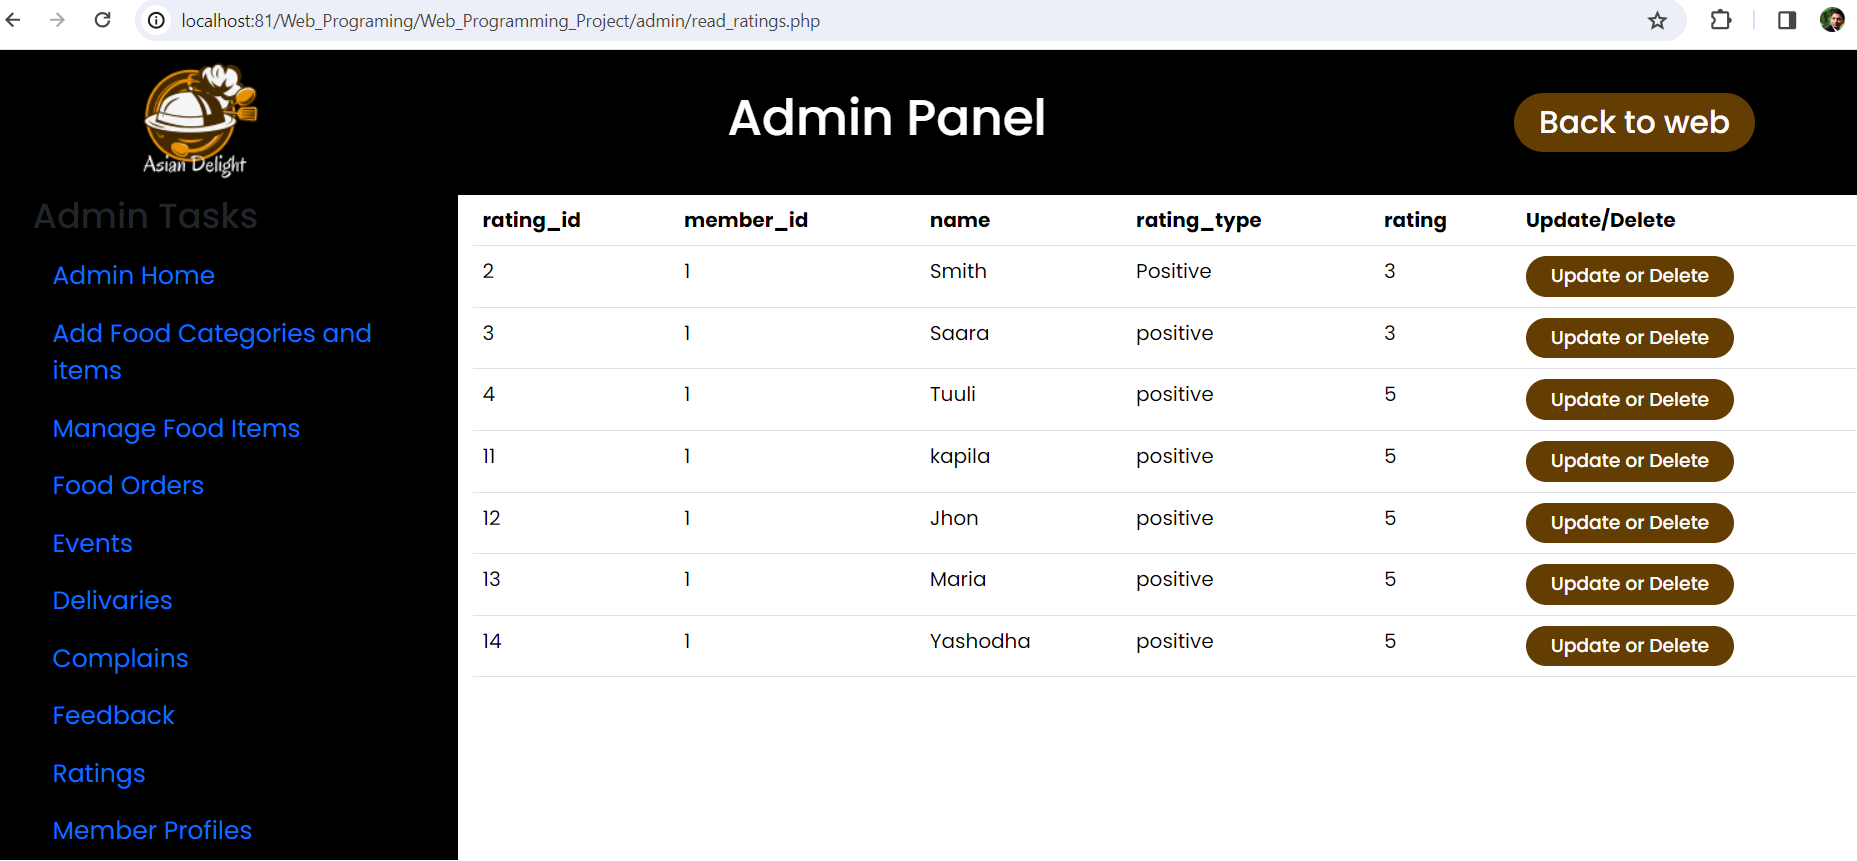 localhost:81/Web_Programing/Web_Programming_Project/admin/read_ratings.php
Asian Delight
Admin Panel
Back to web
Admin Tasks
Admin Home
Add Food Categories and
items
Manage Food Items
Food Orders
Events
Delivaries
Complains
Feedback
Ratings
Member Profiles
rating_id member_id name rating_type rating Update/Delete
2 1 Smith Positive 3 Update or Delete
3 1 Saara positive 3 Update or Delete
4 1 Tuuli positive 5 Update or Delete
11 1 kapila positive 5 Update or Delete
12 1 Jhon positive 5 Update or Delete
13 1 Maria positive 5 Update or Delete
14 1 Yashodha positive 5 Update or Delete